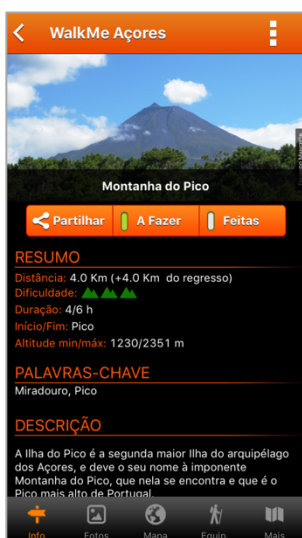 WalkMe Açores
Montanha do Pico
Partilhar
A Fazer
Feitas
RESUMO
Distância: 4.0 Km (+4.0 Km do regresso)
Dificuldade:
Duração: 4/6 h
Início/Fim: Pico
Altitude min/máx: 1230/2351 m
PALAVRAS-CHAVE
Miradouro, Pico
DESCRIÇÃO
A Ilha do Pico é a segunda maior Ilha do arquipélago
dos Açores, e deve o seu nome à imponente
Montanha do Pico, que nela se encontra e que é o
Pico mais alto de Portugal.
Info
Fotos
Mapa
Equip.
Mais